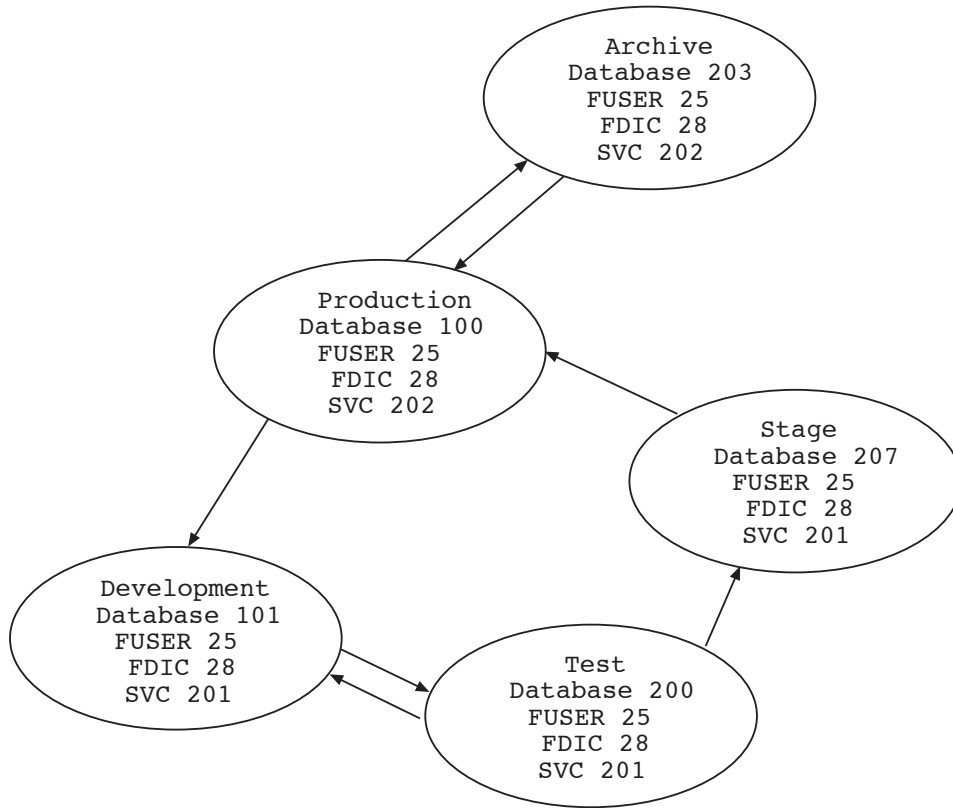 Archive
Database 203
FUSER 25
FDIC 28
SVC 202
Production
Database 100
FUSER 25
FDIC 28
SVC 202
Stage
Database 207
FUSER 25
FDIC 28
SVC 201
Development
Database 101
FUSER 25
FDIC 28
SVC 201
Test
Database 200
FUSER 25
FDIC 28
SVC 201